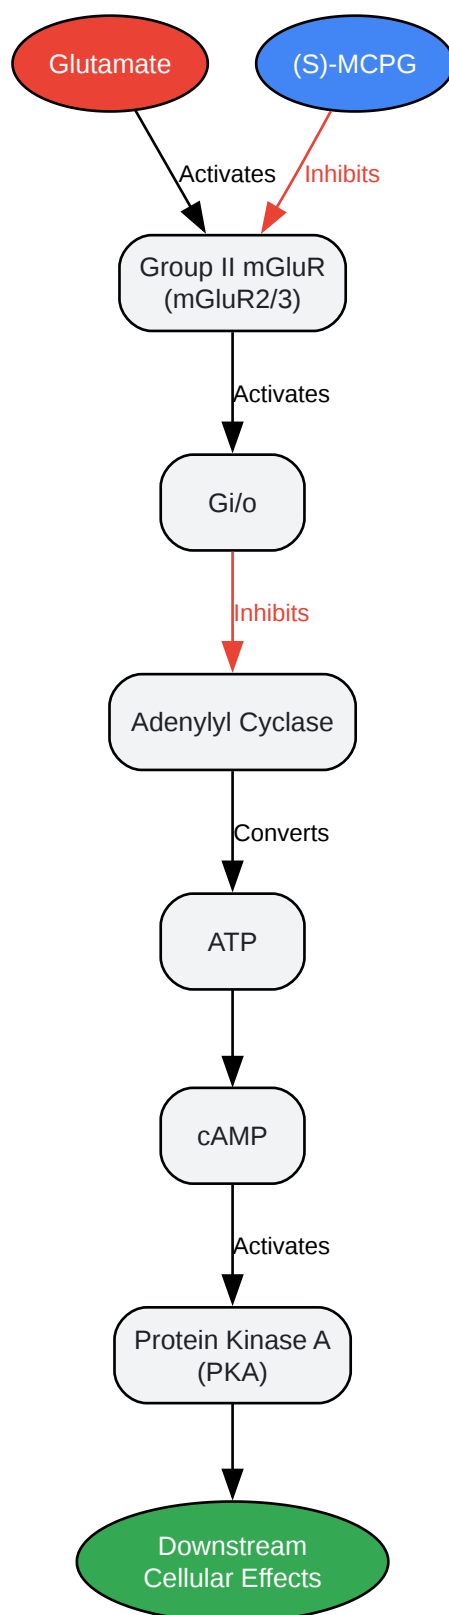 Glutamate
(S)-MCPG
Activates
Inhibits
Group II mGluR
(mGluR2/3)
Activates
Gi/o
Inhibits
Adenylyl Cyclase
Converts
ATP
cAMP
Activates
Protein Kinase A
(PKA)
Downstream
Cellular Effects